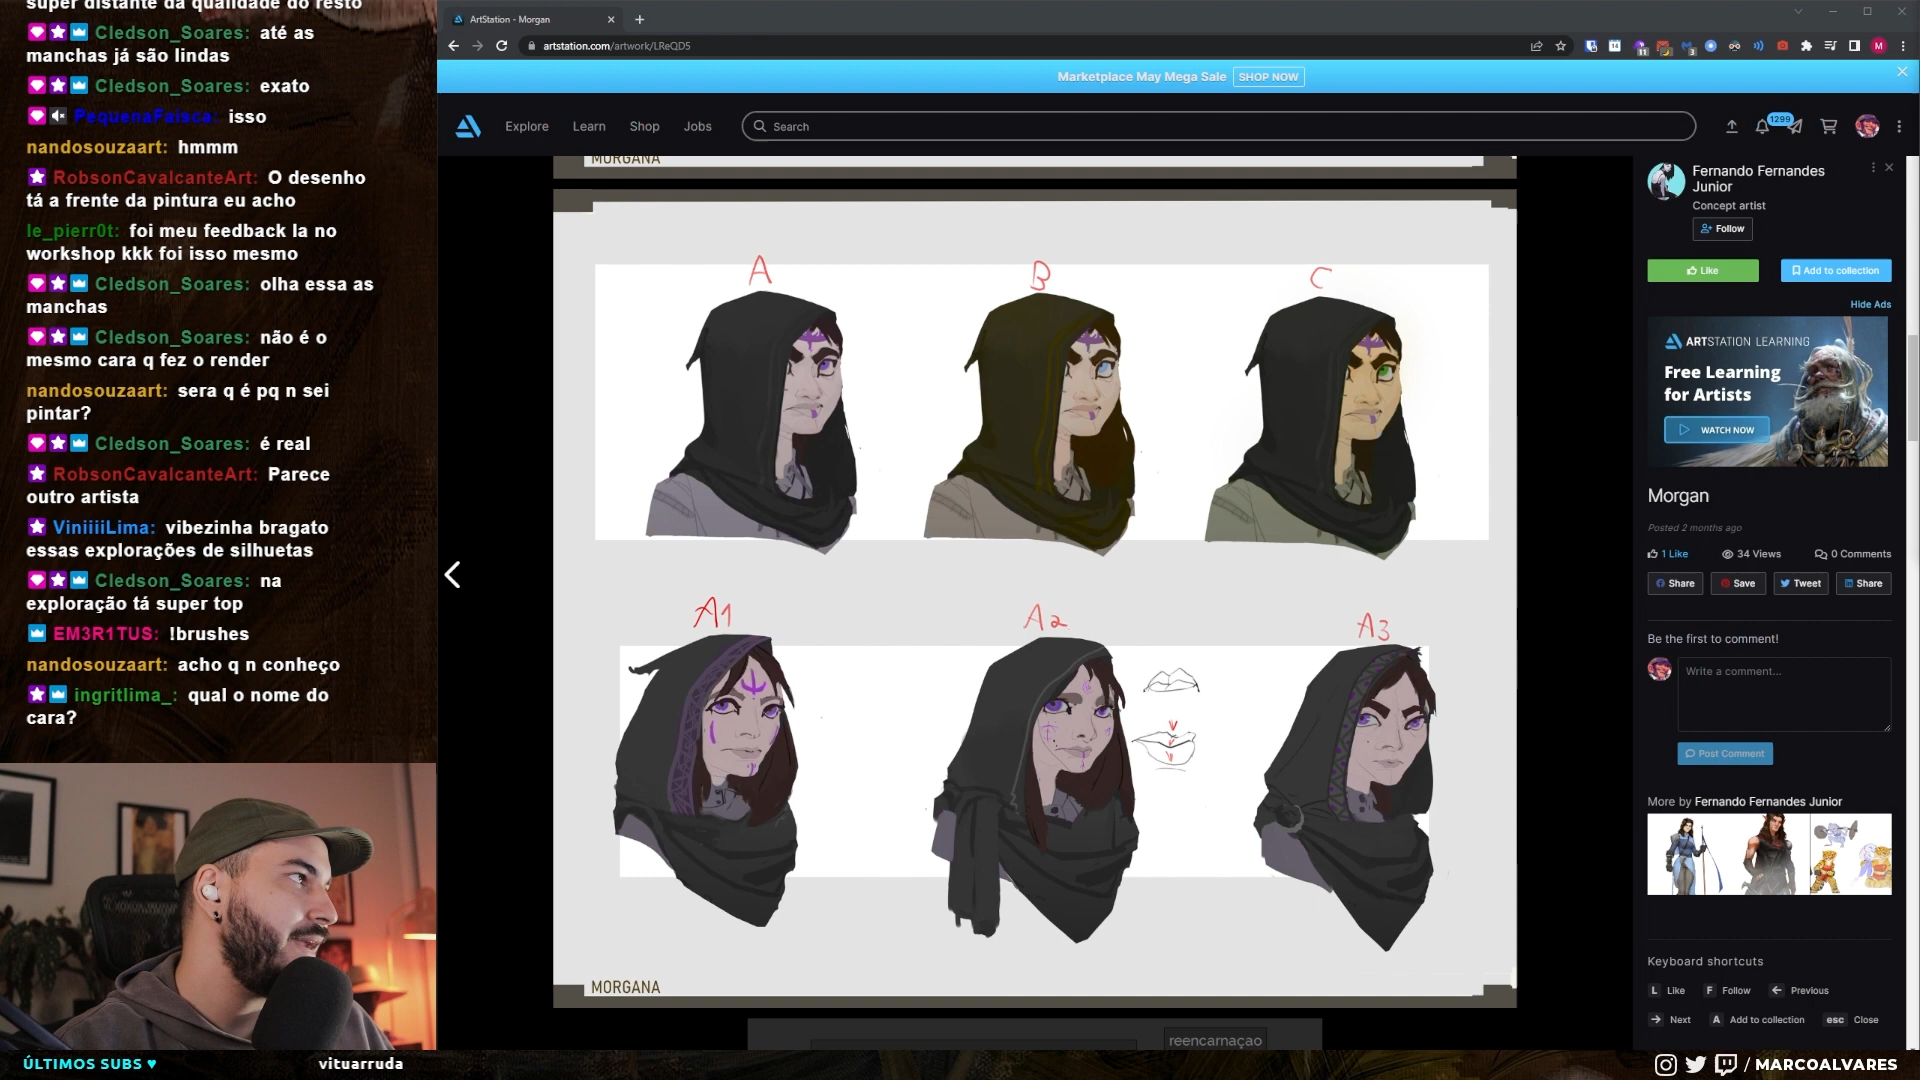 super distante da qualidade do resto
Cledson_Soares: até as
manchas já são lindas
Cledson_Soares: exato
PequenaFaisca: isso
nandosouzaart: hmmm
RobsonCavalcanteArt: O desenho
tá a frente da pintura eu acho
le_pierr0t: foi meu feedback la no
workshop kkk foi isso mesmo
Cledson_Soares: olha essa as
manchas
Cledson_Soares: não é o
mesmo cara q fez o render
nandosouzaart: sera q é pq n sei
pintar?
Cledson_Soares: é real
RobsonCavalcanteArt: Parece
outro artista
ViniiiiLima: vibezinha bragato
essas explorações de silhuetas
Cledson_Soares: na
exploração tá super top
EM3R1TUS: !brushes
nandosouzaart: acho q n conheço
ingritlima_: qual o nome do
cara?
ÚLTIMOS SUBS ♥
vituarruda
ArtStation - Morgan
artstation.com/artwork/LReQD5
14
11
3
M
Marketplace May Mega Sale SHOP NOW
Explore Learn Shop Jobs
Search
1299
MORGANA
A
B
C
A1
A2
A3
MORGANA
reencarnaçao
Fernando Fernandes
Junior
Concept artist
Follow
Like
Add to collection
Hide Ads
ARTSTATION LEARNING
Free Learning
for Artists
WATCH NOW
Morgan
Posted 2 months ago
1 Like 34 Views 0 Comments
Share Save Tweet Share
Be the first to comment!
Write a comment...
Post Comment
More by Fernando Fernandes Junior
Keyboard shortcuts
L Like F Follow Previous
Next A Add to collection esc Close
/ MARCOALVARES